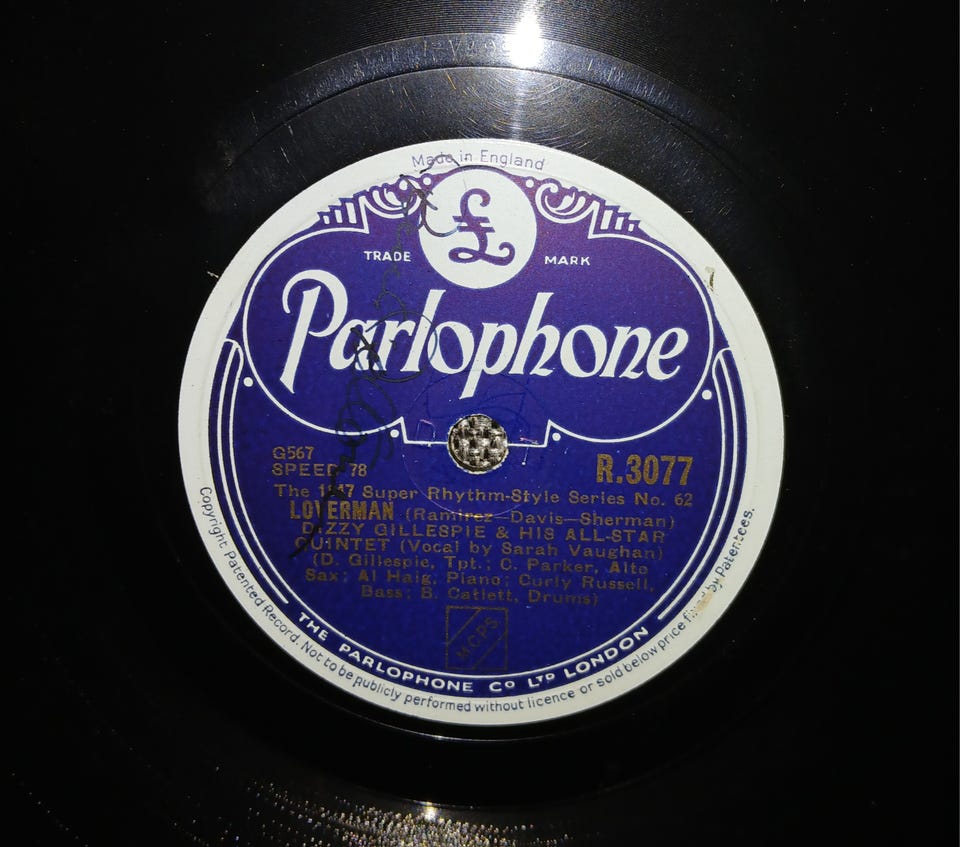 Made in England
£
TRADE MARK
Parlophone
G567
SPEED 78
R.3077
The 1947 Super Rhythm-Style Series No. 62
LOVERMAN (Ramirez—Davis—Sherman)
DIZZY GILLESPIE & HIS ALL-STAR
QUINTET (Vocal by Sarah Vaughan)
(D. Gillespie, Tpt.; C. Parker, Alto
Sax; Al Haig, Piano; Curly Russell,
Bass; B. Catlett, Drums)
M.C.P.S
THE PARLOPHONE CO LTD LONDON
Copyright. Patented Record. Not to be publicly performed without licence or sold below price fixed by Patentees.